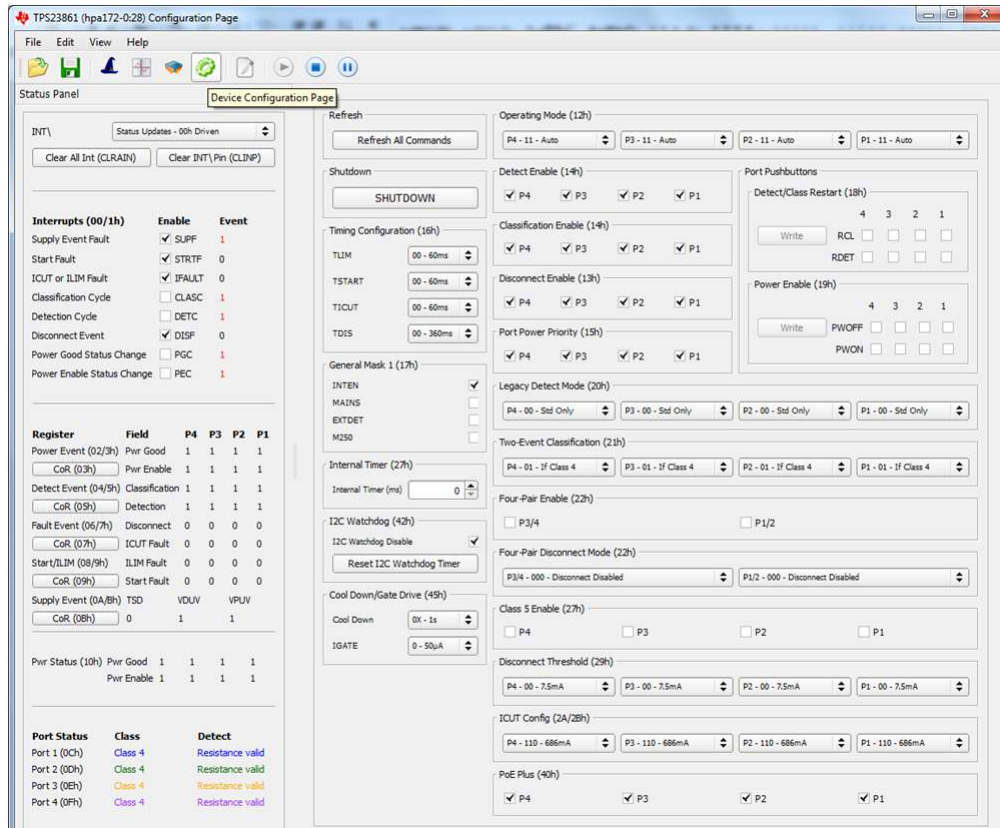 TPS23861 (hpa172-0:28) Configuration Page
File Edit View Help
Status Panel
Device Configuration Page
INT\ Status Updates - 00h Driven
Clear All Int (CLRAIN) Clear INT\ Pin (CLINP)
Interrupts (00/1h) Enable Event
Supply Event Fault SUPF 1
Start Fault STRTF 0
ICUT or ILIM Fault IFAULT 0
Classification Cycle CLASC 1
Detection Cycle DETC 1
Disconnect Event DISF 0
Power Good Status Change PGC 1
Power Enable Status Change PEC 1
Register Field P4 P3 P2 P1
Power Event (02/3h) Pwr Good 1 1 1 1
CoR (03h) Pwr Enable 1 1 1 1
Detect Event (04/5h) Classification 1 1 1 1
CoR (05h) Detection 1 1 1 1
Fault Event (06/7h) Disconnect 0 0 0 0
CoR (07h) ICUT Fault 0 0 0 0
Start/ILIM (08/9h) ILIM Fault 0 0 0 0
CoR (09h) Start Fault 0 0 0 0
Supply Event (0A/Bh) TSD VDUV VPUV
CoR (0Bh) 0 1 1
Pwr Status (10h) Pwr Good 1 1 1 1
Pwr Enable 1 1 1 1
Port Status Class Detect
Port 1 (0Ch) Class 4 Resistance valid
Port 2 (0Dh) Class 4 Resistance valid
Port 3 (0Eh) Class 4 Resistance valid
Port 4 (0Fh) Class 4 Resistance valid
Refresh
Refresh All Commands
Shutdown
SHUTDOWN
Timing Configuration (16h)
TLIM 00 - 60ms
TSTART 00 - 60ms
TICUT 00 - 60ms
TDIS 00 - 360ms
General Mask 1 (17h)
INTEN
MAINS
EXTDET
M250
Internal Timer (27h)
Internal Timer (ms) 0
I2C Watchdog (42h)
I2C Watchdog Disable
Reset I2C Watchdog Timer
Cool Down/Gate Drive (45h)
Cool Down 0X - 1s
IGATE 0 - 50µA
Operating Mode (12h)
P4 - 11 - Auto P3 - 11 - Auto P2 - 11 - Auto P1 - 11 - Auto
Detect Enable (14h)
P4 P3 P2 P1
Classification Enable (14h)
P4 P3 P2 P1
Disconnect Enable (13h)
P4 P3 P2 P1
Port Power Priority (15h)
P4 P3 P2 P1
Port Pushbuttons
Detect/Class Restart (18h)
4 3 2 1
Write RCL
RDET
Power Enable (19h)
4 3 2 1
Write PWOFF
PWON
Legacy Detect Mode (20h)
P4 - 00 - Std Only P3 - 00 - Std Only P2 - 00 - Std Only P1 - 00 - Std Only
Two-Event Classification (21h)
P4 - 01 - If Class 4 P3 - 01 - If Class 4 P2 - 01 - If Class 4 P1 - 01 - If Class 4
Four-Pair Enable (22h)
P3/4 P1/2
Four-Pair Disconnect Mode (22h)
P3/4 - 000 - Disconnect Disabled P1/2 - 000 - Disconnect Disabled
Class 5 Enable (27h)
P4 P3 P2 P1
Disconnect Threshold (29h)
P4 - 00 - 7.5mA P3 - 00 - 7.5mA P2 - 00 - 7.5mA P1 - 00 - 7.5mA
ICUT Config (2A/2Bh)
P4 - 110 - 686mA P3 - 110 - 686mA P2 - 110 - 686mA P1 - 110 - 686mA
PoE Plus (40h)
P4 P3 P2 P1